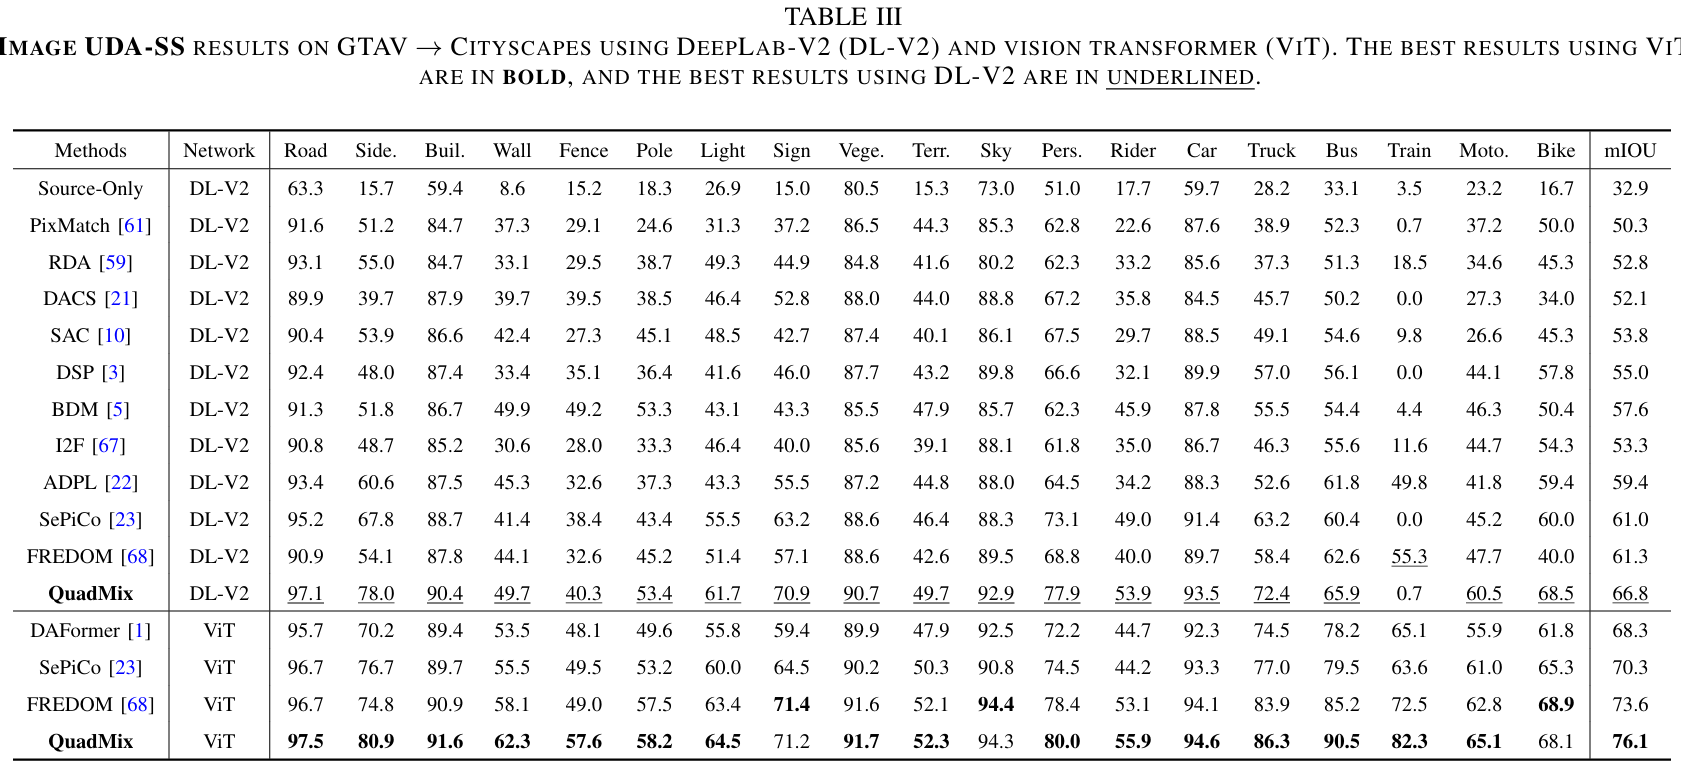 TABLE III
IMAGE UDA-SS RESULTS ON GTAV → CITYSCAPES USING DEEPLAB-V2 (DL-V2) AND VISION TRANSFORMER (VIT). THE BEST RESULTS USING VIT
ARE IN BOLD, AND THE BEST RESULTS USING DL-V2 ARE IN UNDERLINED.
Methods Network Road Side. Buil. Wall Fence Pole Light Sign Vege. Terr. Sky Pers. Rider Car Truck Bus Train Moto. Bike mIOU
Source-Only DL-V2 63.3 15.7 59.4 8.6 15.2 18.3 26.9 15.0 80.5 15.3 73.0 51.0 17.7 59.7 28.2 33.1 3.5 23.2 16.7 32.9
PixMatch [61] DL-V2 91.6 51.2 84.7 37.3 29.1 24.6 31.3 37.2 86.5 44.3 85.3 62.8 22.6 87.6 38.9 52.3 0.7 37.2 50.0 50.3
RDA [59] DL-V2 93.1 55.0 84.7 33.1 29.5 38.7 49.3 44.9 84.8 41.6 80.2 62.3 33.2 85.6 37.3 51.3 18.5 34.6 45.3 52.8
DACS [21] DL-V2 89.9 39.7 87.9 39.7 39.5 38.5 46.4 52.8 88.0 44.0 88.8 67.2 35.8 84.5 45.7 50.2 0.0 27.3 34.0 52.1
SAC [10] DL-V2 90.4 53.9 86.6 42.4 27.3 45.1 48.5 42.7 87.4 40.1 86.1 67.5 29.7 88.5 49.1 54.6 9.8 26.6 45.3 53.8
DSP [3] DL-V2 92.4 48.0 87.4 33.4 35.1 36.4 41.6 46.0 87.7 43.2 89.8 66.6 32.1 89.9 57.0 56.1 0.0 44.1 57.8 55.0
BDM [5] DL-V2 91.3 51.8 86.7 49.9 49.2 53.3 43.1 43.3 85.5 47.9 85.7 62.3 45.9 87.8 55.5 54.4 4.4 46.3 50.4 57.6
I2F [67] DL-V2 90.8 48.7 85.2 30.6 28.0 33.3 46.4 40.0 85.6 39.1 88.1 61.8 35.0 86.7 46.3 55.6 11.6 44.7 54.3 53.3
ADPL [22] DL-V2 93.4 60.6 87.5 45.3 32.6 37.3 43.3 55.5 87.2 44.8 88.0 64.5 34.2 88.3 52.6 61.8 49.8 41.8 59.4 59.4
SePiCo [23] DL-V2 95.2 67.8 88.7 41.4 38.4 43.4 55.5 63.2 88.6 46.4 88.3 73.1 49.0 91.4 63.2 60.4 0.0 45.2 60.0 61.0
FREDOM [68] DL-V2 90.9 54.1 87.8 44.1 32.6 45.2 51.4 57.1 88.6 42.6 89.5 68.8 40.0 89.7 58.4 62.6 55.3 47.7 40.0 61.3
QuadMix DL-V2 97.1 78.0 90.4 49.7 40.3 53.4 61.7 70.9 90.7 49.7 92.9 77.9 53.9 93.5 72.4 65.9 0.7 60.5 68.5 66.8
DAFormer [1] ViT 95.7 70.2 89.4 53.5 48.1 49.6 55.8 59.4 89.9 47.9 92.5 72.2 44.7 92.3 74.5 78.2 65.1 55.9 61.8 68.3
SePiCo [23] ViT 96.7 76.7 89.7 55.5 49.5 53.2 60.0 64.5 90.2 50.3 90.8 74.5 44.2 93.3 77.0 79.5 63.6 61.0 65.3 70.3
FREDOM [68] ViT 96.7 74.8 90.9 58.1 49.0 57.5 63.4 71.4 91.6 52.1 94.4 78.4 53.1 94.1 83.9 85.2 72.5 62.8 68.9 73.6
QuadMix ViT 97.5 80.9 91.6 62.3 57.6 58.2 64.5 71.2 91.7 52.3 94.3 80.0 55.9 94.6 86.3 90.5 82.3 65.1 68.1 76.1